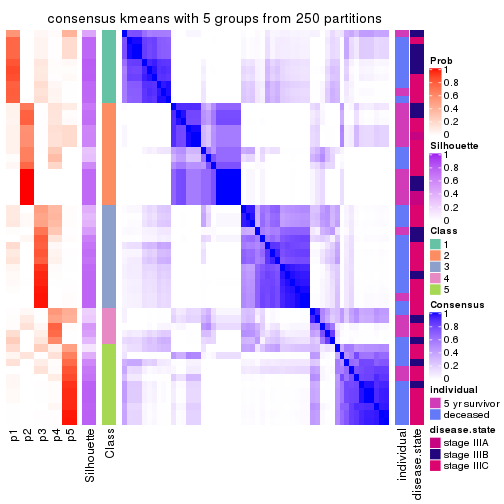 consensus kmeans with 5 groups from 250 partitions
Prob
1
0.8
0.6
0.4
0.2
0
Silhouette
1
0.8
0.6
0.4
0.2
0
Class
1
2
3
4
5
Consensus
1
0.8
0.6
0.4
0.2
0
individual
5 yr survivor
deceased
disease.state
stage IIIA
stage IIIB
stage IIIC
p1
p2
p3
p4
p5
Silhouette
Class
individual
disease.state